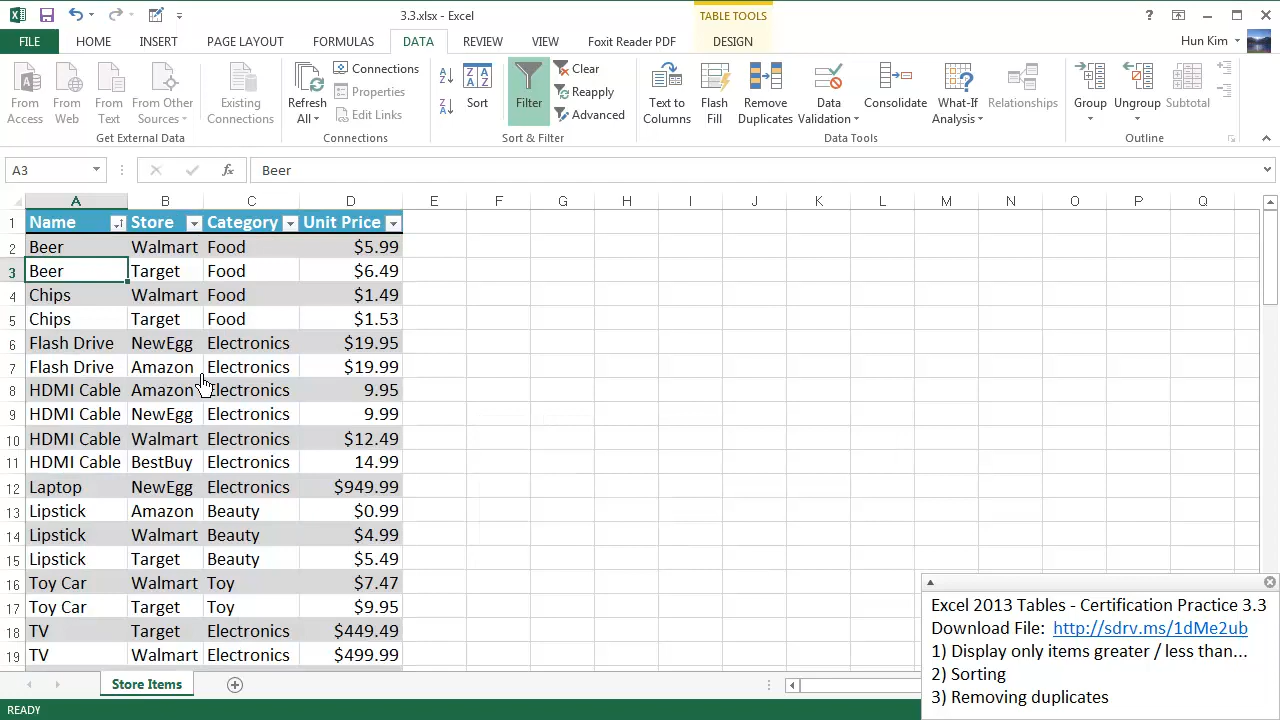 3.3.xlsx - Excel
TABLE TOOLS
?
FILE HOME INSERT PAGE LAYOUT FORMULAS DATA REVIEW VIEW Foxit Reader PDF DESIGN Hun Kim
From Access
From Web
From Text
From Other Sources
Existing Connections
Get External Data
Refresh All
Connections
Properties
Edit Links
Connections
Sort
Filter
Clear
Reapply
Advanced
Sort & Filter
Text to Columns
Flash Fill
Remove Duplicates
Data Validation
Consolidate
What-If Analysis
Relationships
Data Tools
Group
Ungroup
Subtotal
Outline
A3 fx Beer
A B C D E F G H I J K L M N O P Q
1 Name Store Category Unit Price
2 Beer Walmart Food $5.99
3 Beer Target Food $6.49
4 Chips Walmart Food $1.49
5 Chips Target Food $1.53
6 Flash Drive NewEgg Electronics $19.95
7 Flash Drive Amazon Electronics $19.99
8 HDMI Cable Amazon Electronics 9.95
9 HDMI Cable NewEgg Electronics 9.99
10 HDMI Cable Walmart Electronics $12.49
11 HDMI Cable BestBuy Electronics 14.99
12 Laptop NewEgg Electronics $949.99
13 Lipstick Amazon Beauty $0.99
14 Lipstick Walmart Beauty $4.99
15 Lipstick Target Beauty $5.49
16 Toy Car Walmart Toy $7.47
17 Toy Car Target Toy $9.95
18 TV Target Electronics $449.49
19 TV Walmart Electronics $499.99
Excel 2013 Tables - Certification Practice 3.3
Download File: http://sdrv.ms/1dMe2ub
1) Display only items greater / less than...
2) Sorting
3) Removing duplicates
Store Items
READY